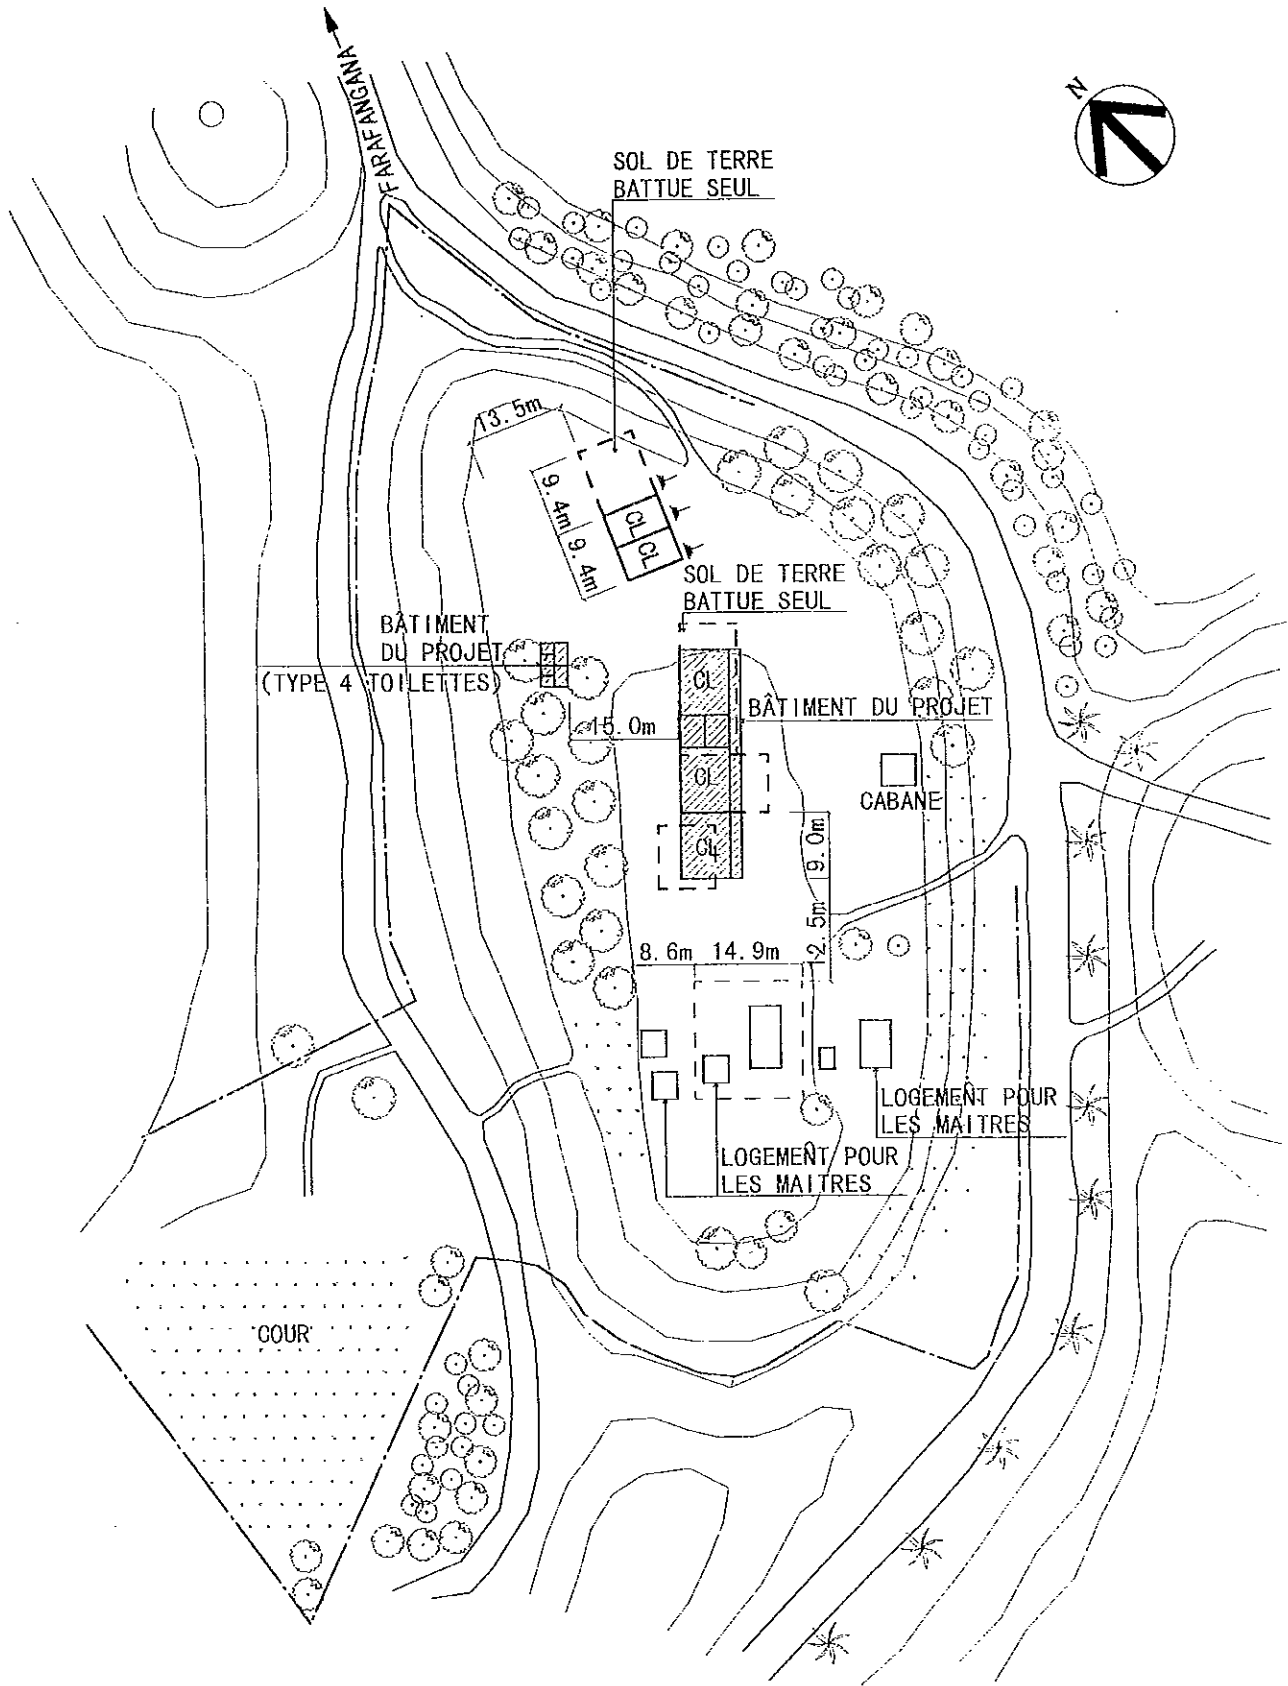 FARAFANGANA
N
SOL DE TERRE
BATTUE SEUL
13.5m
9.4m
9.4m
CL
CL
SOL DE TERRE
BATTUE SEUL
BÂTIMENT
DU PROJET
(TYPE 4 TOILETTES)
CL
BÂTIMENT DU PROJET
15.0m
CL
CABANE
CL
9.0m
2.5m
8.6m 14.9m
LOGEMENT POUR
LES MAITRES
LOGEMENT POUR
LES MAITRES
COUR